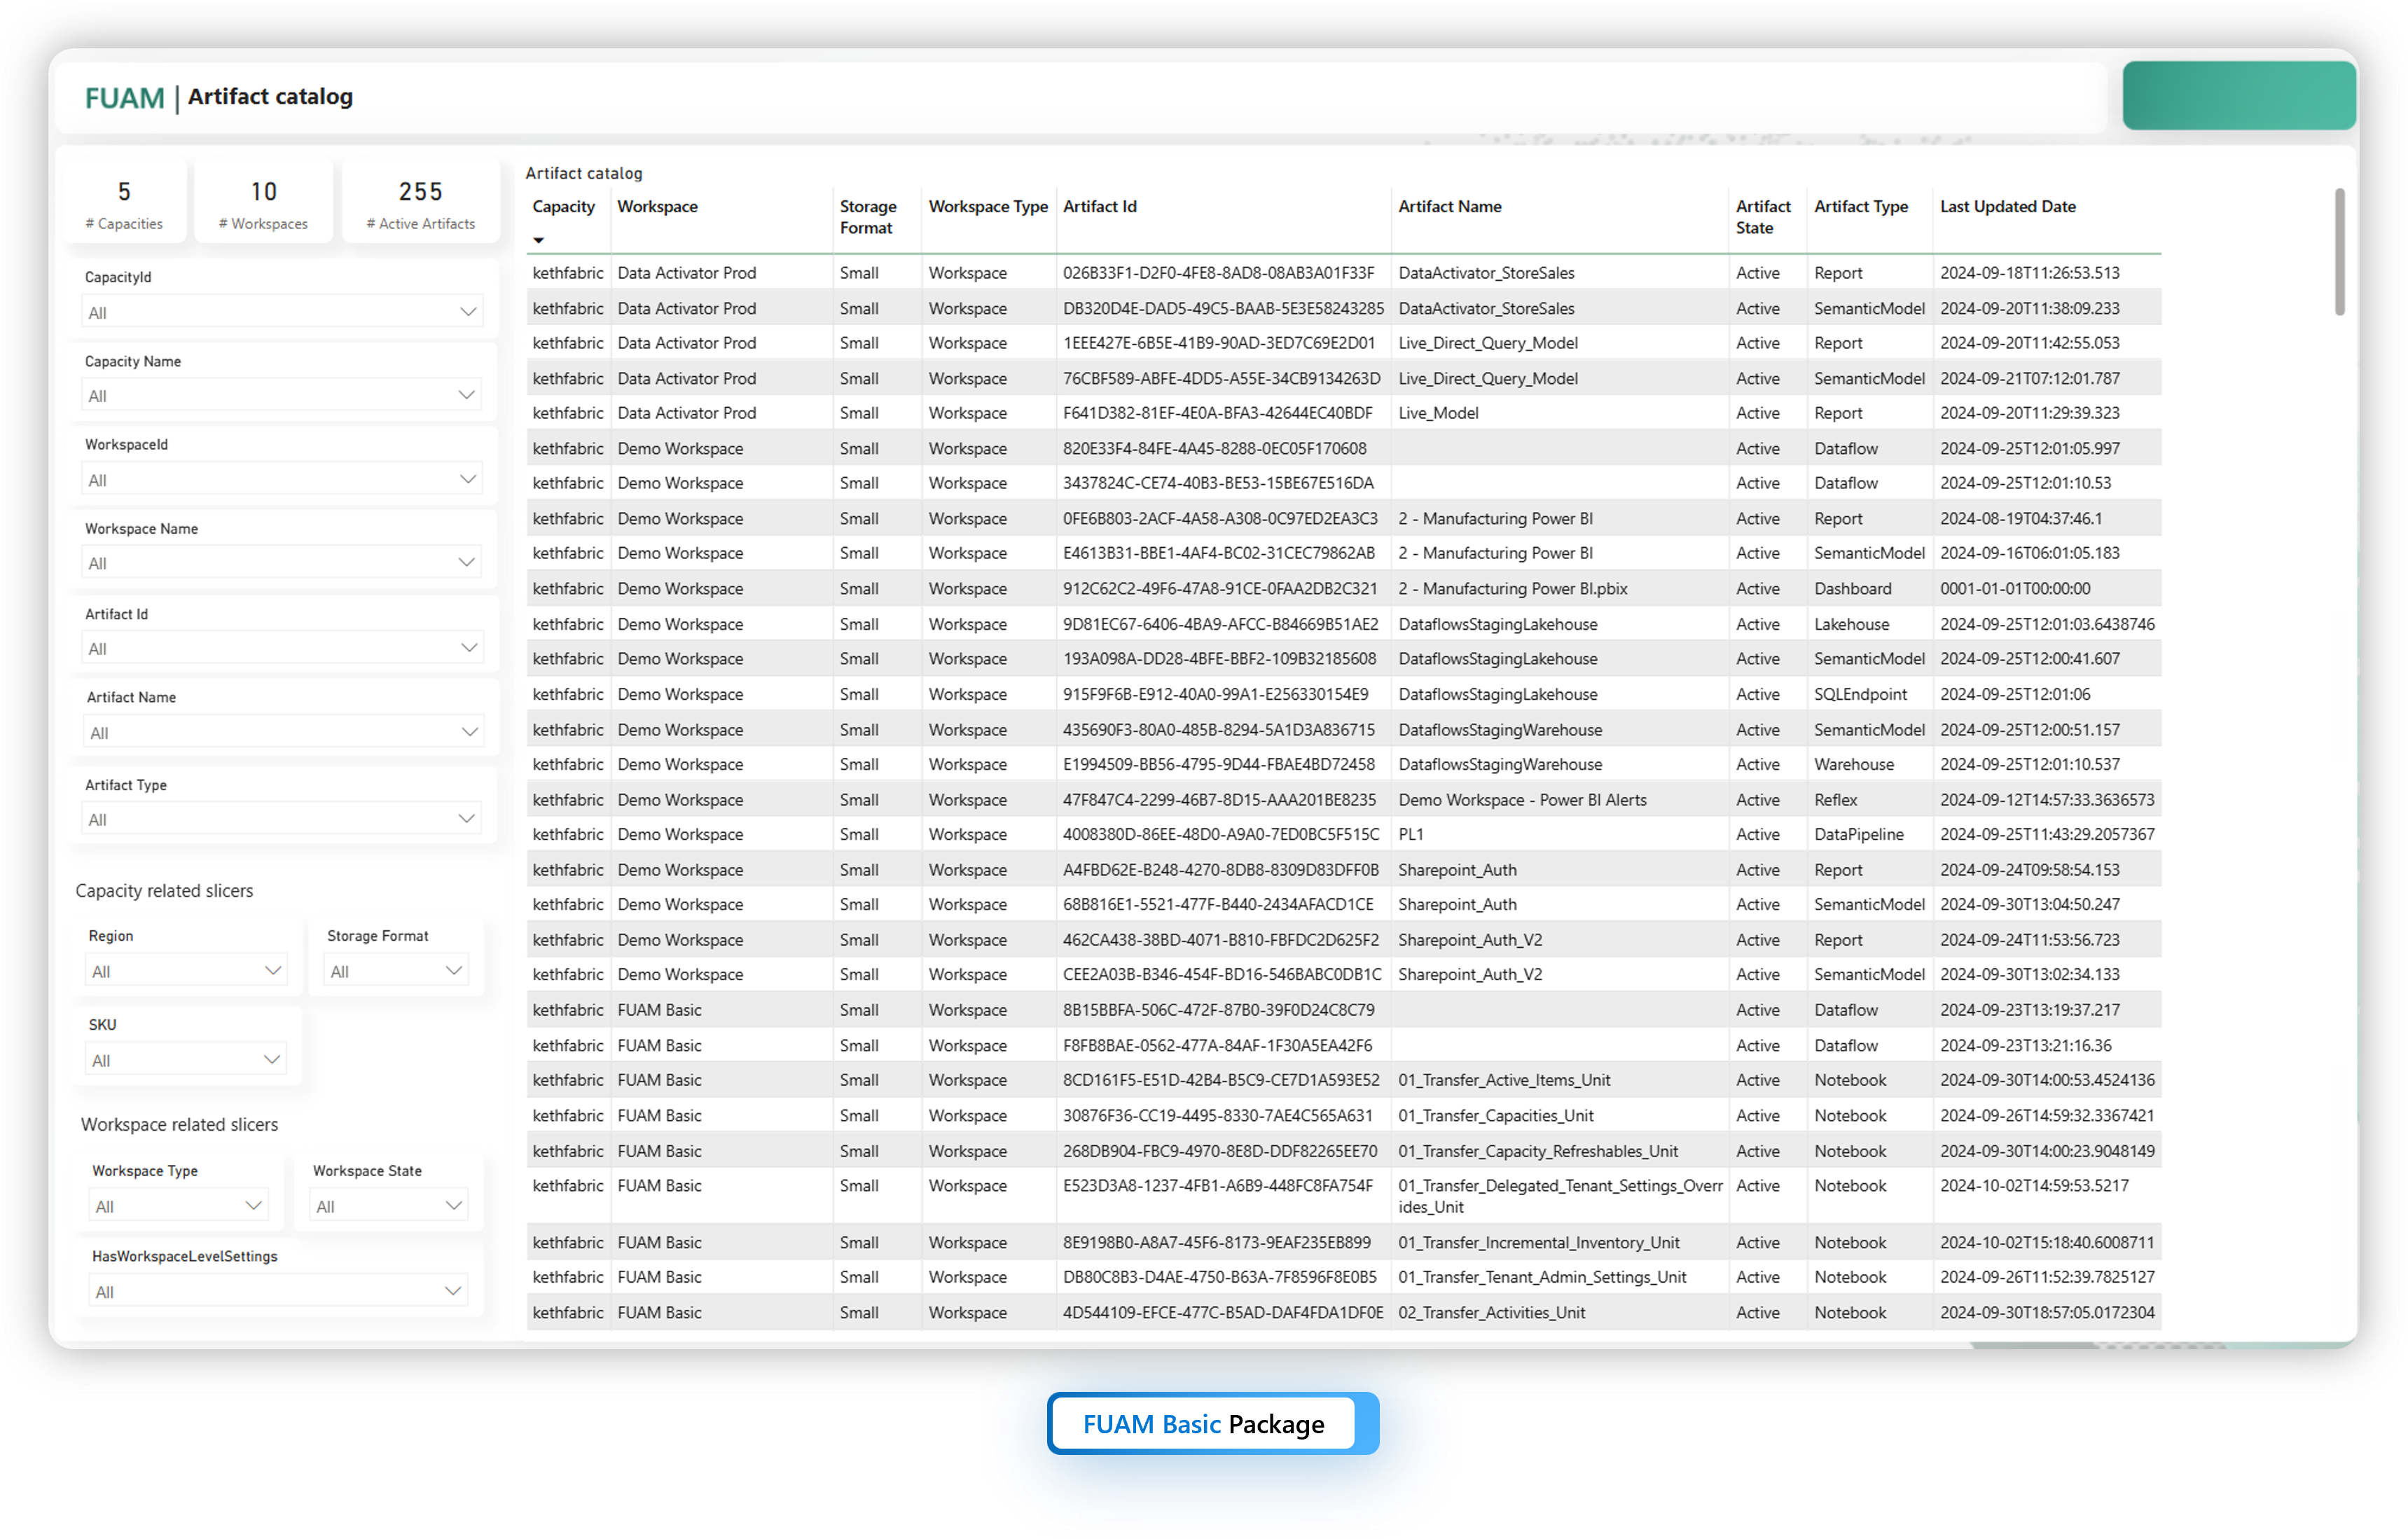 FUAM | Artifact catalog
5
# Capacities
10
# Workspaces
255
# Active Artifacts
CapacityId
All
Capacity Name
All
WorkspaceId
All
Workspace Name
All
Artifact Id
All
Artifact Name
All
Artifact Type
All
Capacity related slicers
Region
All
Storage Format
All
SKU
All
Workspace related slicers
Workspace Type
All
Workspace State
All
HasWorkspaceLevelSettings
All
Artifact catalog
Capacity Workspace Storage Format Workspace Type Artifact Id Artifact Name Artifact State Artifact Type Last Updated Date
kethfabric Data Activator Prod Small Workspace 026B33F1-D2F0-4FE8-8AD8-08AB3A01F33F DataActivator_StoreSales Active Report 2024-09-18T11:26:53.513
kethfabric Data Activator Prod Small Workspace DB320D4E-DAD5-49C5-BAAB-5E3E58243285 DataActivator_StoreSales Active SemanticModel 2024-09-20T11:38:09.233
kethfabric Data Activator Prod Small Workspace 1EEE427E-6B5E-41B9-90AD-3ED7C69E2D01 Live_Direct_Query_Model Active Report 2024-09-20T11:42:55.053
kethfabric Data Activator Prod Small Workspace 76CBF589-ABFE-4DD5-A55E-34CB9134263D Live_Direct_Query_Model Active SemanticModel 2024-09-21T07:12:01.787
kethfabric Data Activator Prod Small Workspace F641D382-81EF-4E0A-BFA3-42644EC40BDF Live_Model Active Report 2024-09-20T11:29:39.323
kethfabric Demo Workspace Small Workspace 820E33F4-84FE-4A45-8288-0EC05F170608 Active Dataflow 2024-09-25T12:01:05.997
kethfabric Demo Workspace Small Workspace 3437824C-CE74-40B3-BE53-15BE67E516DA Active Dataflow 2024-09-25T12:01:10.53
kethfabric Demo Workspace Small Workspace 0FE6B803-2ACF-4A58-A308-0C97ED2EA3C3 2 - Manufacturing Power BI Active Report 2024-08-19T04:37:46.1
kethfabric Demo Workspace Small Workspace E4613B31-BBE1-4AF4-BC02-31CEC79862AB 2 - Manufacturing Power BI Active SemanticModel 2024-09-16T06:01:05.183
kethfabric Demo Workspace Small Workspace 912C62C2-49F6-47A8-91CE-0FAA2DB2C321 2 - Manufacturing Power BI.pbix Active Dashboard 0001-01-01T00:00:00
kethfabric Demo Workspace Small Workspace 9D81EC67-6406-4BA9-AFCC-B84669B51AE2 DataflowsStagingLakehouse Active Lakehouse 2024-09-25T12:01:03.6438746
kethfabric Demo Workspace Small Workspace 193A098A-DD28-4BFE-BBF2-109B32185608 DataflowsStagingLakehouse Active SemanticModel 2024-09-25T12:00:41.607
kethfabric Demo Workspace Small Workspace 915F9F6B-E912-40A0-99A1-E256330154E9 DataflowsStagingLakehouse Active SQLEndpoint 2024-09-25T12:01:06
kethfabric Demo Workspace Small Workspace 435690F3-80A0-485B-8294-5A1D3A836715 DataflowsStagingWarehouse Active SemanticModel 2024-09-25T12:00:51.157
kethfabric Demo Workspace Small Workspace E1994509-BB56-4795-9D44-FBAE4BD72458 DataflowsStagingWarehouse Active Warehouse 2024-09-25T12:01:10.537
kethfabric Demo Workspace Small Workspace 47F847C4-2299-46B7-8D15-AAA201BE8235 Demo Workspace - Power BI Alerts Active Reflex 2024-09-12T14:57:33.3636573
kethfabric Demo Workspace Small Workspace 4008380D-86EE-48D0-A9A0-7ED0BC5F515C PL1 Active DataPipeline 2024-09-25T11:43:29.2057367
kethfabric Demo Workspace Small Workspace A4FBD62E-B248-4270-8DB8-8309D83DFF0B Sharepoint_Auth Active Report 2024-09-24T09:58:54.153
kethfabric Demo Workspace Small Workspace 68B816E1-5521-477F-B440-2434AFACD1CE Sharepoint_Auth Active SemanticModel 2024-09-30T13:04:50.247
kethfabric Demo Workspace Small Workspace 462CA438-38BD-4071-B810-FBFDC2D625F2 Sharepoint_Auth_V2 Active Report 2024-09-24T11:53:56.723
kethfabric Demo Workspace Small Workspace CEE2A03B-B346-454F-BD16-546BABC0DB1C Sharepoint_Auth_V2 Active SemanticModel 2024-09-30T13:02:34.133
kethfabric FUAM Basic Small Workspace 8B15BBFA-506C-472F-87B0-39F0D24C8C79 Active Dataflow 2024-09-23T13:19:37.217
kethfabric FUAM Basic Small Workspace F8FB8BAE-0562-477A-84AF-1F30A5EA42F6 Active Dataflow 2024-09-23T13:21:16.36
kethfabric FUAM Basic Small Workspace 8CD161F5-E51D-42B4-B5C9-CE7D1A593E52 01_Transfer_Active_Items_Unit Active Notebook 2024-09-30T14:00:53.4524136
kethfabric FUAM Basic Small Workspace 30876F36-CC19-4495-8330-7AE4C565A631 01_Transfer_Capacities_Unit Active Notebook 2024-09-26T14:59:32.3367421
kethfabric FUAM Basic Small Workspace 268DB904-FBC9-4970-8E8D-DDF82265EE70 01_Transfer_Capacity_Refreshables_Unit Active Notebook 2024-09-30T14:00:23.9048149
kethfabric FUAM Basic Small Workspace E523D3A8-1237-4FB1-A6B9-448FC8FA754F 01_Transfer_Delegated_Tenant_Settings_Overr Active Notebook 2024-10-02T14:59:53.5217
ides_Unit
kethfabric FUAM Basic Small Workspace 8E9198B0-A8A7-45F6-8173-9EAF235EB899 01_Transfer_Incremental_Inventory_Unit Active Notebook 2024-10-02T15:18:40.6008711
kethfabric FUAM Basic Small Workspace DB80C8B3-D4AE-4750-B63A-7F8596F8E0B5 01_Transfer_Tenant_Admin_Settings_Unit Active Notebook 2024-09-26T11:52:39.7825127
kethfabric FUAM Basic Small Workspace 4D544109-EFCE-477C-B5AD-DAF4FDA1DF0E 02_Transfer_Activities_Unit Active Notebook 2024-09-30T18:57:05.0172304
FUAM Basic Package